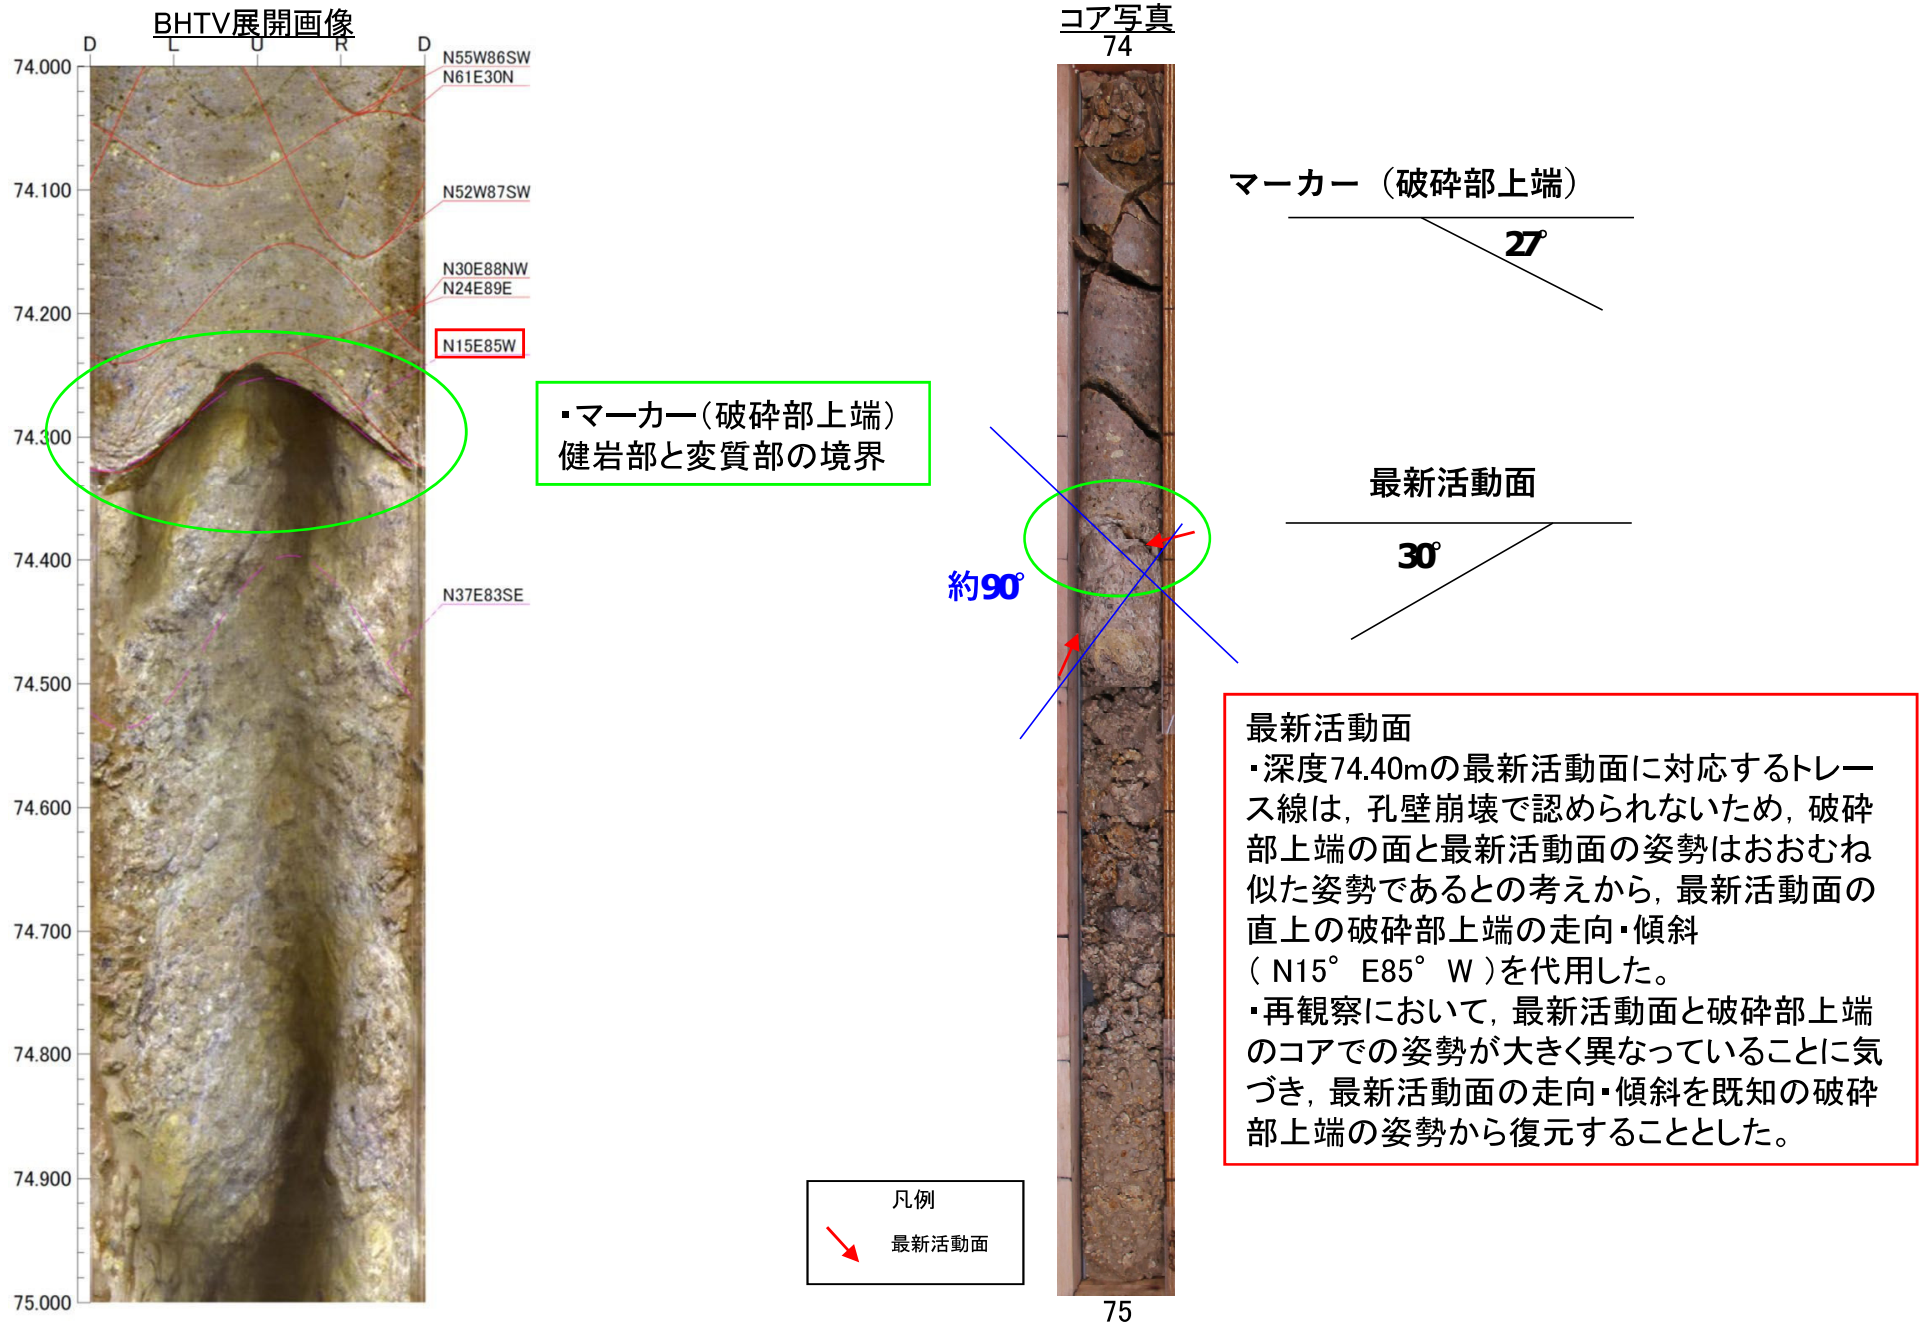 BHTV展開画像
D L U R D
74.000
74.100
74.200
74.300
74.400
74.500
74.600
74.700
74.800
74.900
75.000
N55W86SW
N61E30N
N52W87SW
N30E88NW
N24E89E
N15E85W
N37E83SE
・マーカー(破砕部上端)
健岩部と変質部の境界
コア写真
74
約90°
75
凡例
最新活動面
マーカー(破砕部上端)
27°
最新活動面
30°
最新活動面
・深度74.40mの最新活動面に対応するトレー
ス線は,孔壁崩壊で認められないため,破砕
部上端の面と最新活動面の姿勢はおおむね
似た姿勢であるとの考えから,最新活動面の
直上の破砕部上端の走向・傾斜
( N15° E85° W )を代用した。
・再観察において,最新活動面と破砕部上端
のコアでの姿勢が大きく異なっていることに気
づき,最新活動面の走向・傾斜を既知の破砕
部上端の姿勢から復元することとした。